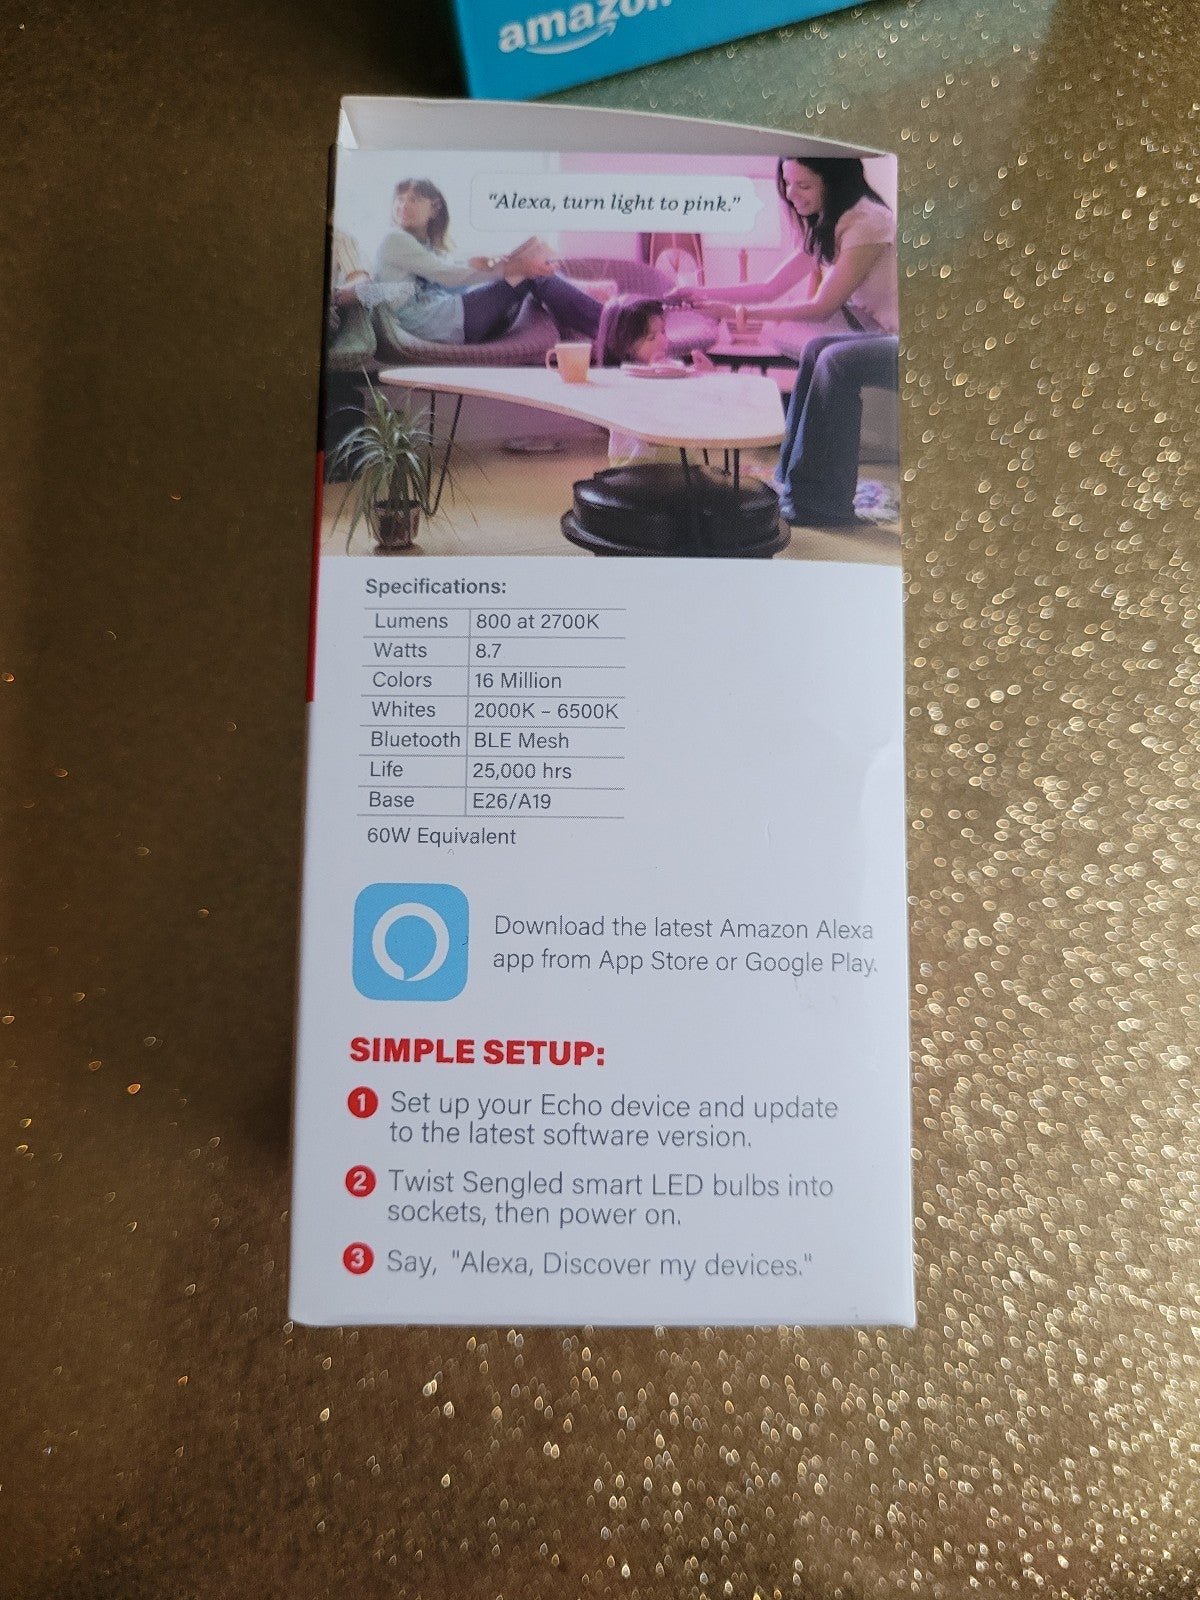 amazon
"Alexa, turn light to pink."
Specifications:
Lumens 800 at 2700K
Watts 8.7
Colors 16 Million
Whites 2000K – 6500K
Bluetooth BLE Mesh
Life 25,000 hrs
Base E26/A19
60W Equivalent
Download the latest Amazon Alexa
app from App Store or Google Play.
SIMPLE SETUP:
1 Set up your Echo device and update
to the latest software version.
2 Twist Sengled smart LED bulbs into
sockets, then power on.
3 Say, "Alexa, Discover my devices."